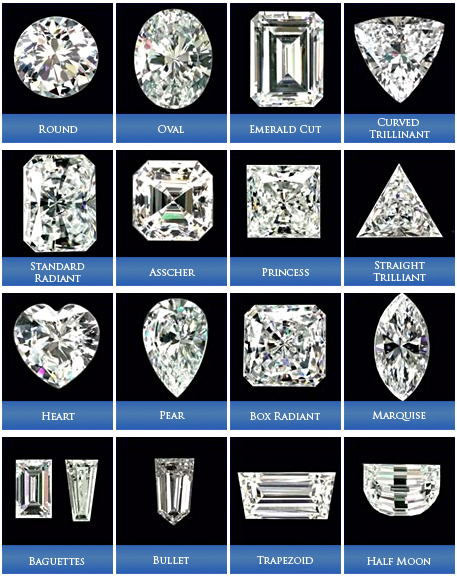 ROUND
OVAL
EMERALD CUT
CURVED
TRILLINANT
STANDARD
RADIANT
ASSCHER
PRINCESS
STRAIGHT
TRILLIANT
HEART
PEAR
BOX RADIANT
MARQUISE
BAGUETTES
BULLET
TRAPEZOID
HALF MOON